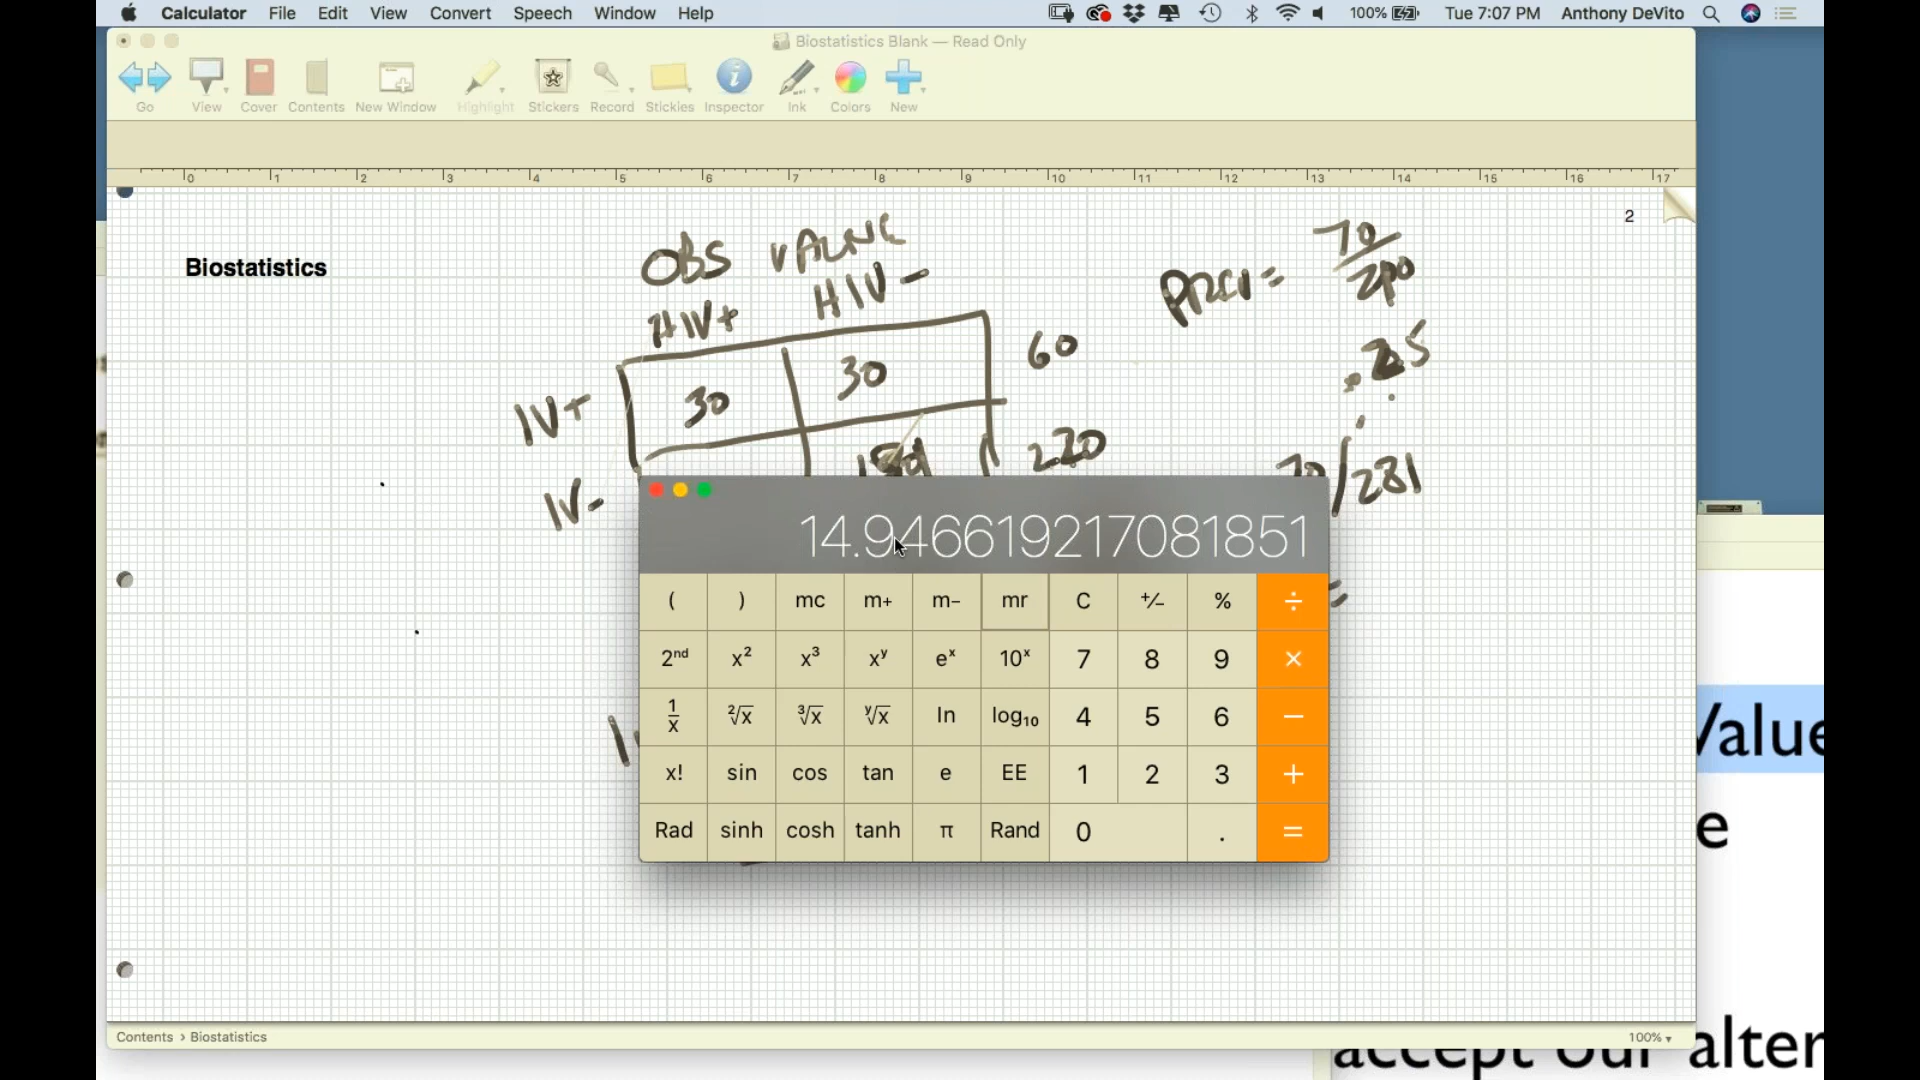 Calculator File Edit View Convert Speech Window Help 100% Tue 7:07 PM Anthony DeVito
Biostatistics Blank — Read Only
Go View Cover Contents New Window Highlight Stickers Record Stickies Inspector Ink Colors New
0 1 2 3 4 5 6 7 8 9 10 11 12 13 14 15 16 17
2
Biostatistics
OBS VALUE
HIV+ HIV-
PREV = 70
280
.25
IV+ 30 30 60
IV- 220
70/281
14.946619217081851
( ) mc m+ m- mr C +/- % ÷
2nd x² x³ xʸ eˣ 10ˣ 7 8 9 ×
1/x ²√x ³√x ʸ√x ln log₁₀ 4 5 6 −
x! sin cos tan e EE 1 2 3 +
Rad sinh cosh tanh π Rand 0 . =
=
Value
e
accept our alter
Contents › Biostatistics 100%